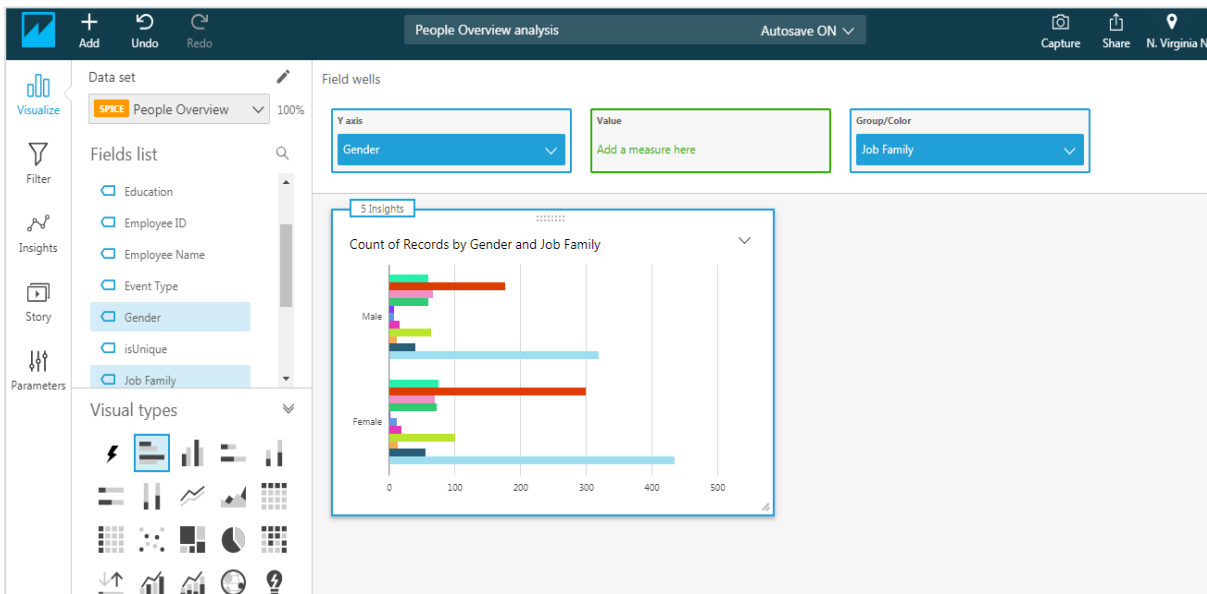 Add
Undo
Redo
People Overview analysis
Autosave ON
Capture
Share
N. Virginia N
Visualize
Filter
Insights
Story
Parameters
Data set
SPICE People Overview 100%
Fields list
Education
Employee ID
Employee Name
Event Type
Gender
isUnique
Job Family
Visual types
Field wells
Y axis
Gender
Value
Add a measure here
Group/Color
Job Family
5 Insights
Count of Records by Gender and Job Family
Male
Female
0 100 200 300 400 500